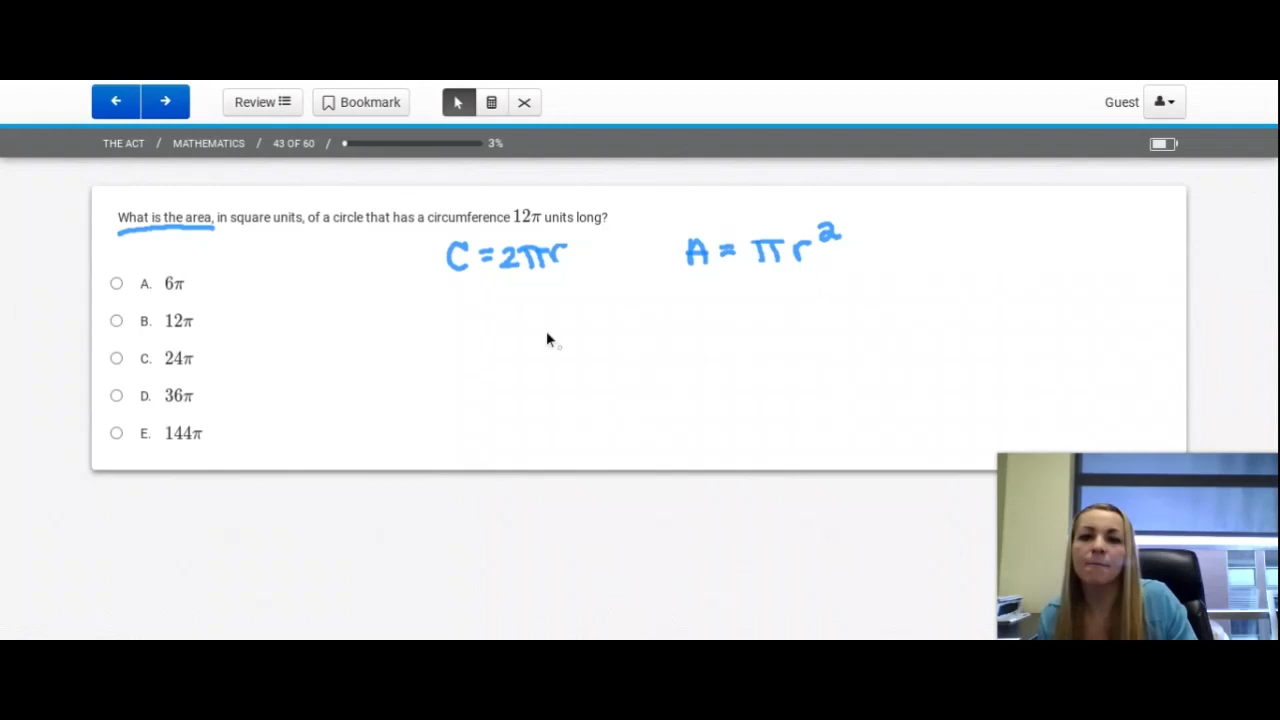 Review Bookmark Guest
THE ACT / MATHEMATICS / 43 OF 60 / 3%
What is the area, in square units, of a circle that has a circumference 12π units long?
C = 2πr A = πr²
A. 6π
B. 12π
C. 24π
D. 36π
E. 144π